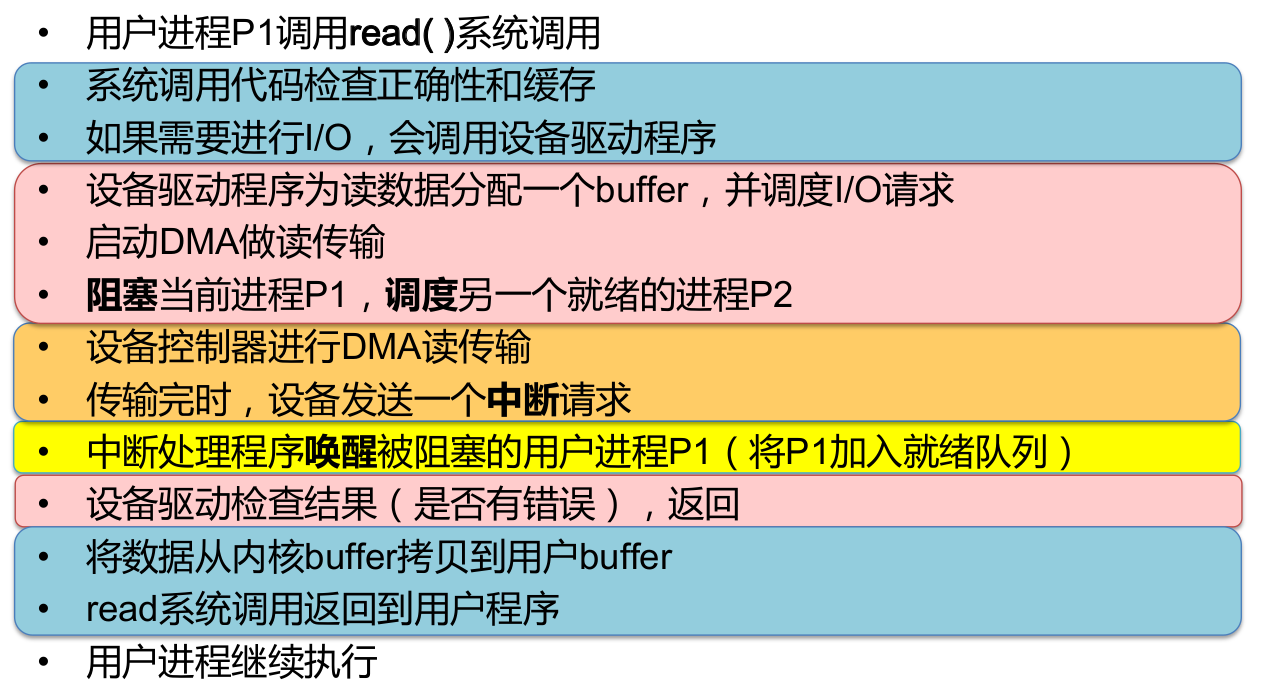 • 用户进程P1调用read( )系统调用
• 系统调用代码检查正确性和缓存
• 如果需要进行I/O，会调用设备驱动程序
• 设备驱动程序为读数据分配一个buffer，并调度I/O请求
• 启动DMA做读传输
• 阻塞当前进程P1，调度另一个就绪的进程P2
• 设备控制器进行DMA读传输
• 传输完时，设备发送一个中断请求
• 中断处理程序唤醒被阻塞的用户进程P1（将P1加入就绪队列）
• 设备驱动检查结果（是否有错误），返回
• 将数据从内核buffer拷贝到用户buffer
• read系统调用返回到用户程序
• 用户进程继续执行